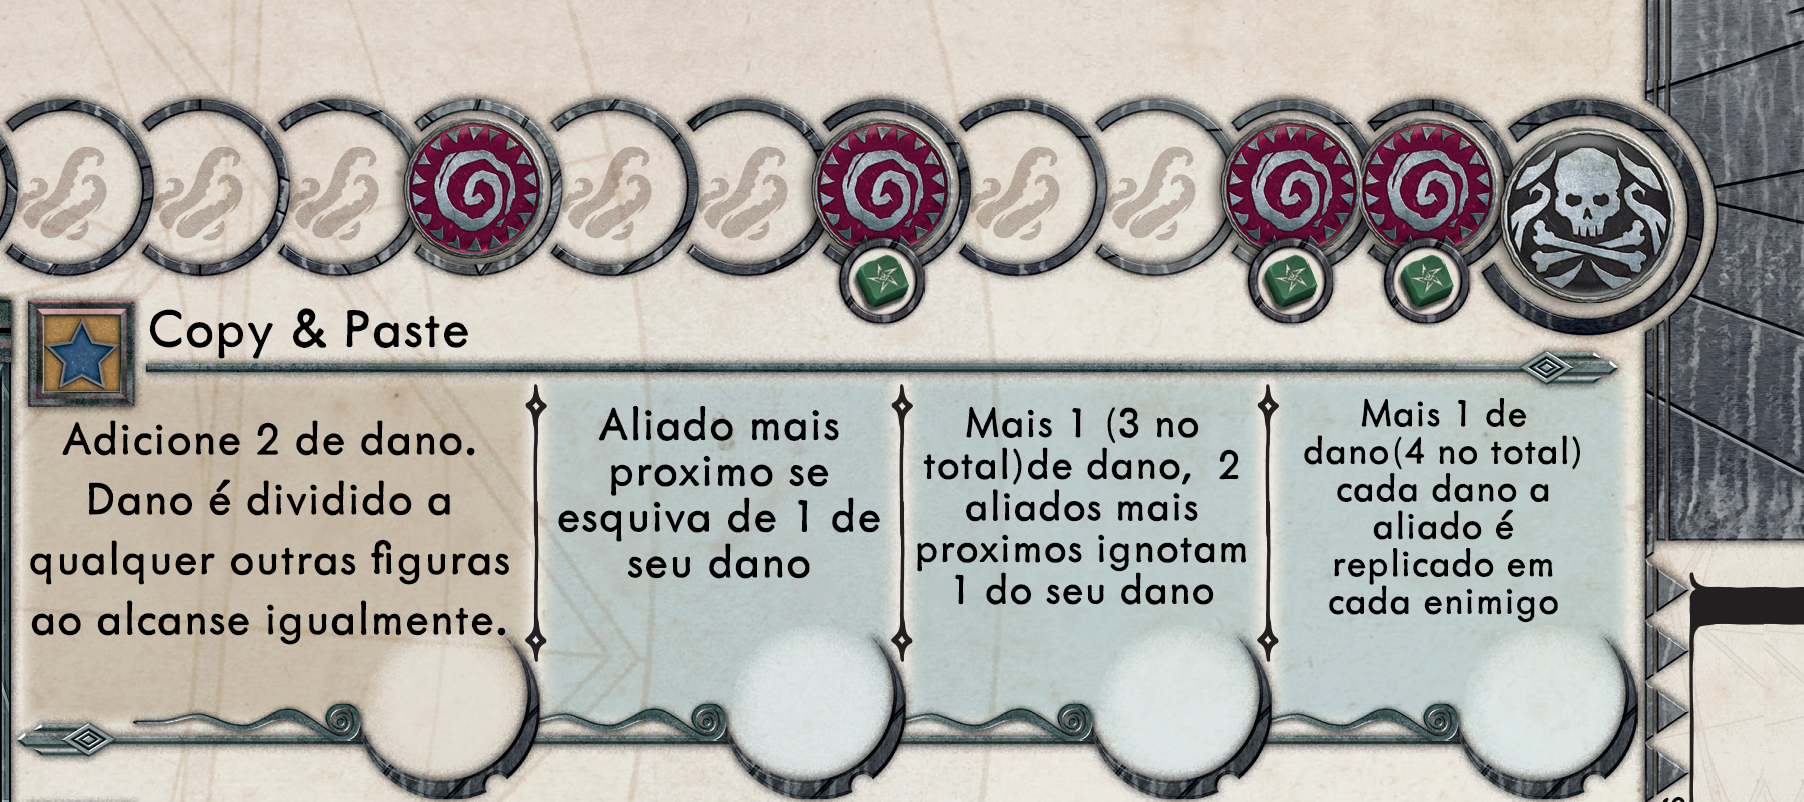 Copy & Paste
Adicione 2 de dano.
Dano é dividido a
qualquer outras figuras
ao alcanse igualmente.
Aliado mais
proximo se
esquiva de 1 de
seu dano
Mais 1 (3 no
total)de dano, 2
aliados mais
proximos ignotam
1 do seu dano
Mais 1 de
dano(4 no total)
cada dano a
aliado é
replicado em
cada enimigo